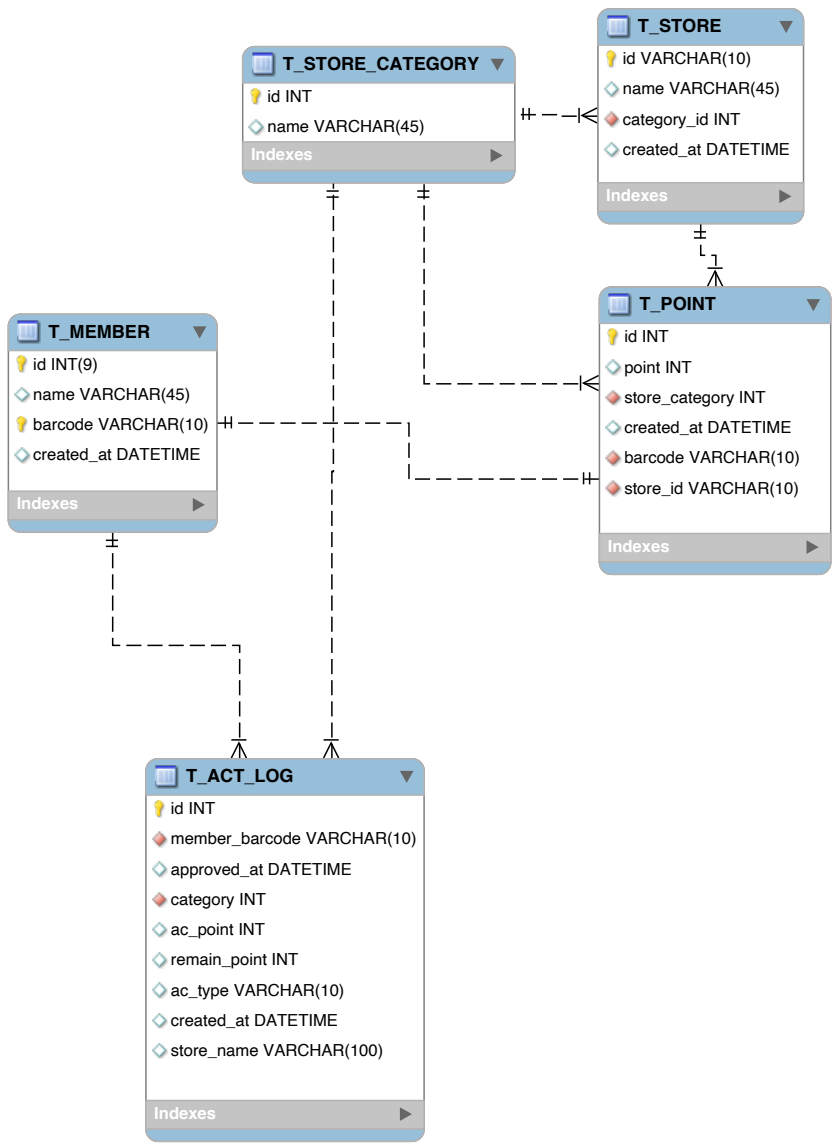 T_STORE_CATEGORY
id INT
name VARCHAR(45)
Indexes
T_STORE
id VARCHAR(10)
name VARCHAR(45)
category_id INT
created_at DATETIME
Indexes
T_MEMBER
id INT(9)
name VARCHAR(45)
barcode VARCHAR(10)
created_at DATETIME
Indexes
T_POINT
id INT
point INT
store_category INT
created_at DATETIME
barcode VARCHAR(10)
store_id VARCHAR(10)
Indexes
T_ACT_LOG
id INT
member_barcode VARCHAR(10)
approved_at DATETIME
category INT
ac_point INT
remain_point INT
ac_type VARCHAR(10)
created_at DATETIME
store_name VARCHAR(100)
Indexes